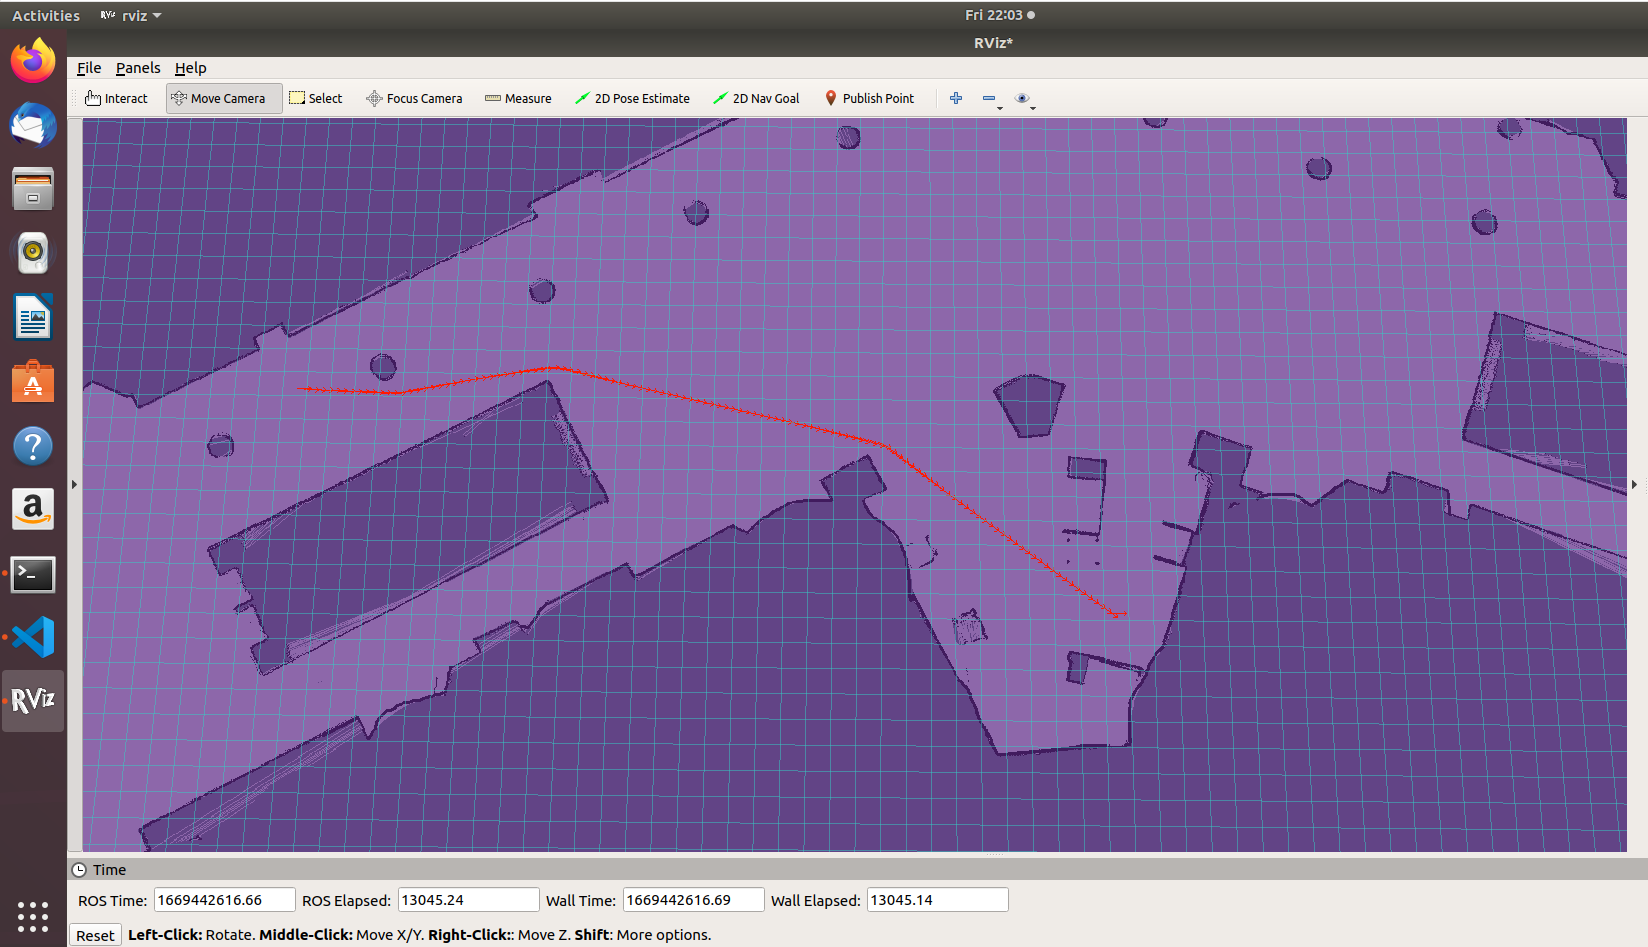 Activities RViz rviz Fri 22:03
RViz*
File Panels Help
Interact Move Camera Select Focus Camera Measure 2D Pose Estimate 2D Nav Goal Publish Point
Time
ROS Time: 1669442616.66 ROS Elapsed: 13045.24 Wall Time: 1669442616.69 Wall Elapsed: 13045.14
Reset Left-Click: Rotate. Middle-Click: Move X/Y. Right-Click:: Move Z. Shift: More options.
A
?
a
>_
RViz